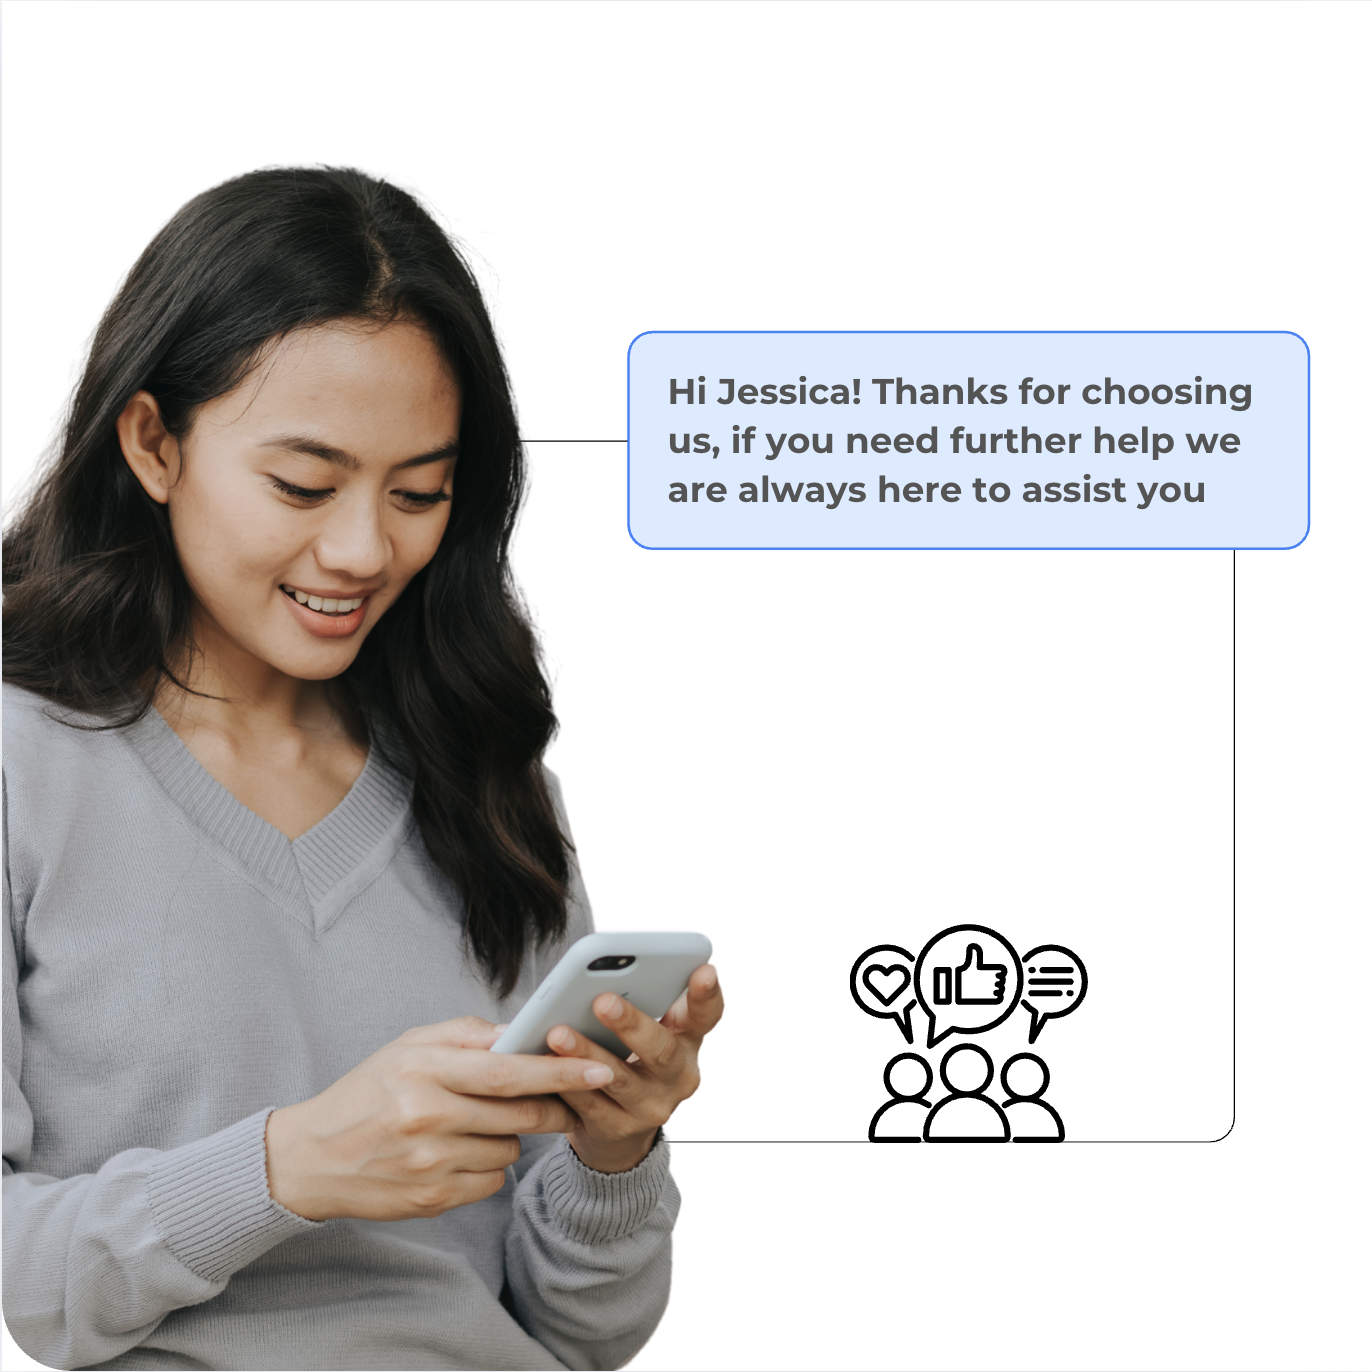 Hi Jessica! Thanks for choosing
us, if you need further help we
are always here to assist you